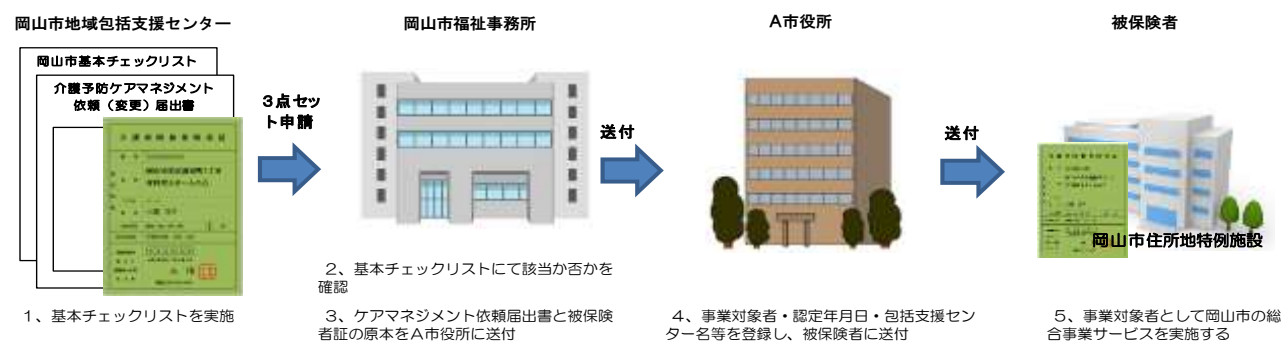 岡山市地域包括支援センター
岡山市福祉事務所
A市役所
被保険者
岡山市基本チェックリスト
介護予防ケアマネジメント
依頼（変更）届出書
３点セッ
ト申請
送付
送付
岡山市住所地特例施設
１、基本チェックリストを実施
２、基本チェックリストにて該当か否かを
確認
３、ケアマネジメント依頼届出書と被保険
者証の原本をA市役所に送付
４、事業対象者・認定年月日・包括支援セン
ター名等を登録し、被保険者に送付
５、事業対象者として岡山市の総
合事業サービスを実施する